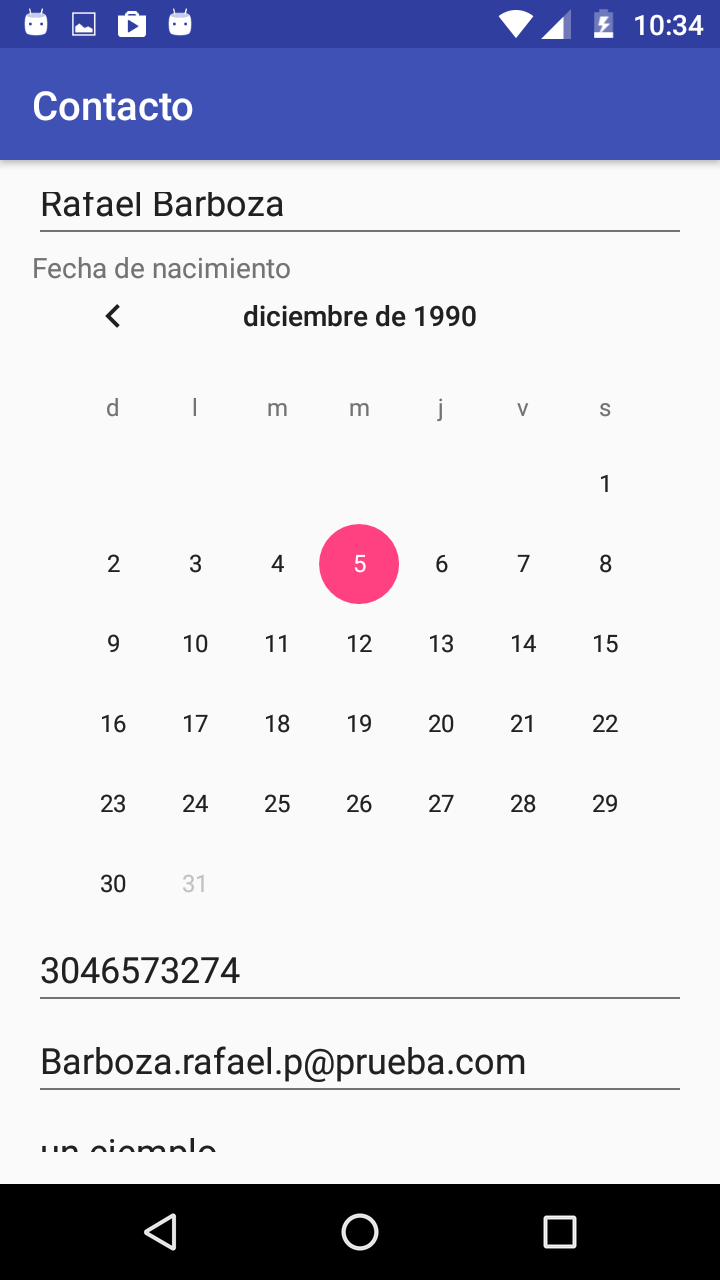 10:34
Contacto
Rafael Barboza
Fecha de nacimiento
diciembre de 1990
d l m m j v s
1
2 3 4 5 6 7 8
9 10 11 12 13 14 15
16 17 18 19 20 21 22
23 24 25 26 27 28 29
30 31
3046573274
Barboza.rafael.p@prueba.com
un ejemplo